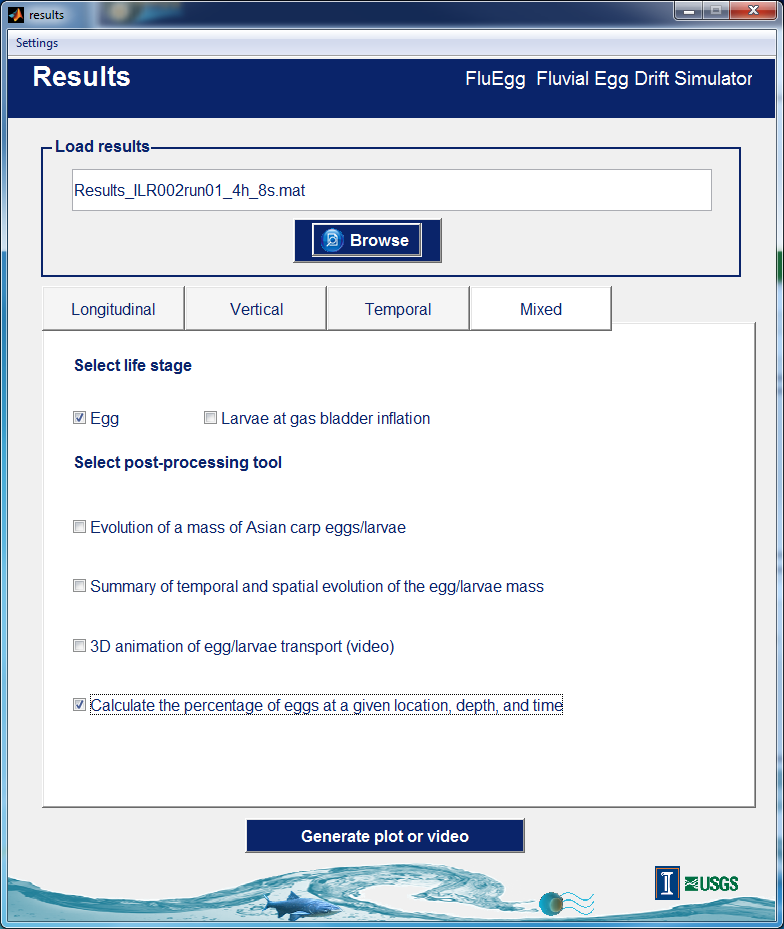 results
Settings
Results
FluEgg Fluvial Egg Drift Simulator
Load results
Results_ILR002run01_4h_8s.mat
Browse
Longitudinal Vertical Temporal Mixed
Select life stage
Egg Larvae at gas bladder inflation
Select post-processing tool
Evolution of a mass of Asian carp eggs/larvae
Summary of temporal and spatial evolution of the egg/larvae mass
3D animation of egg/larvae transport (video)
Calculate the percentage of eggs at a given location, depth, and time
Generate plot or video
I USGS